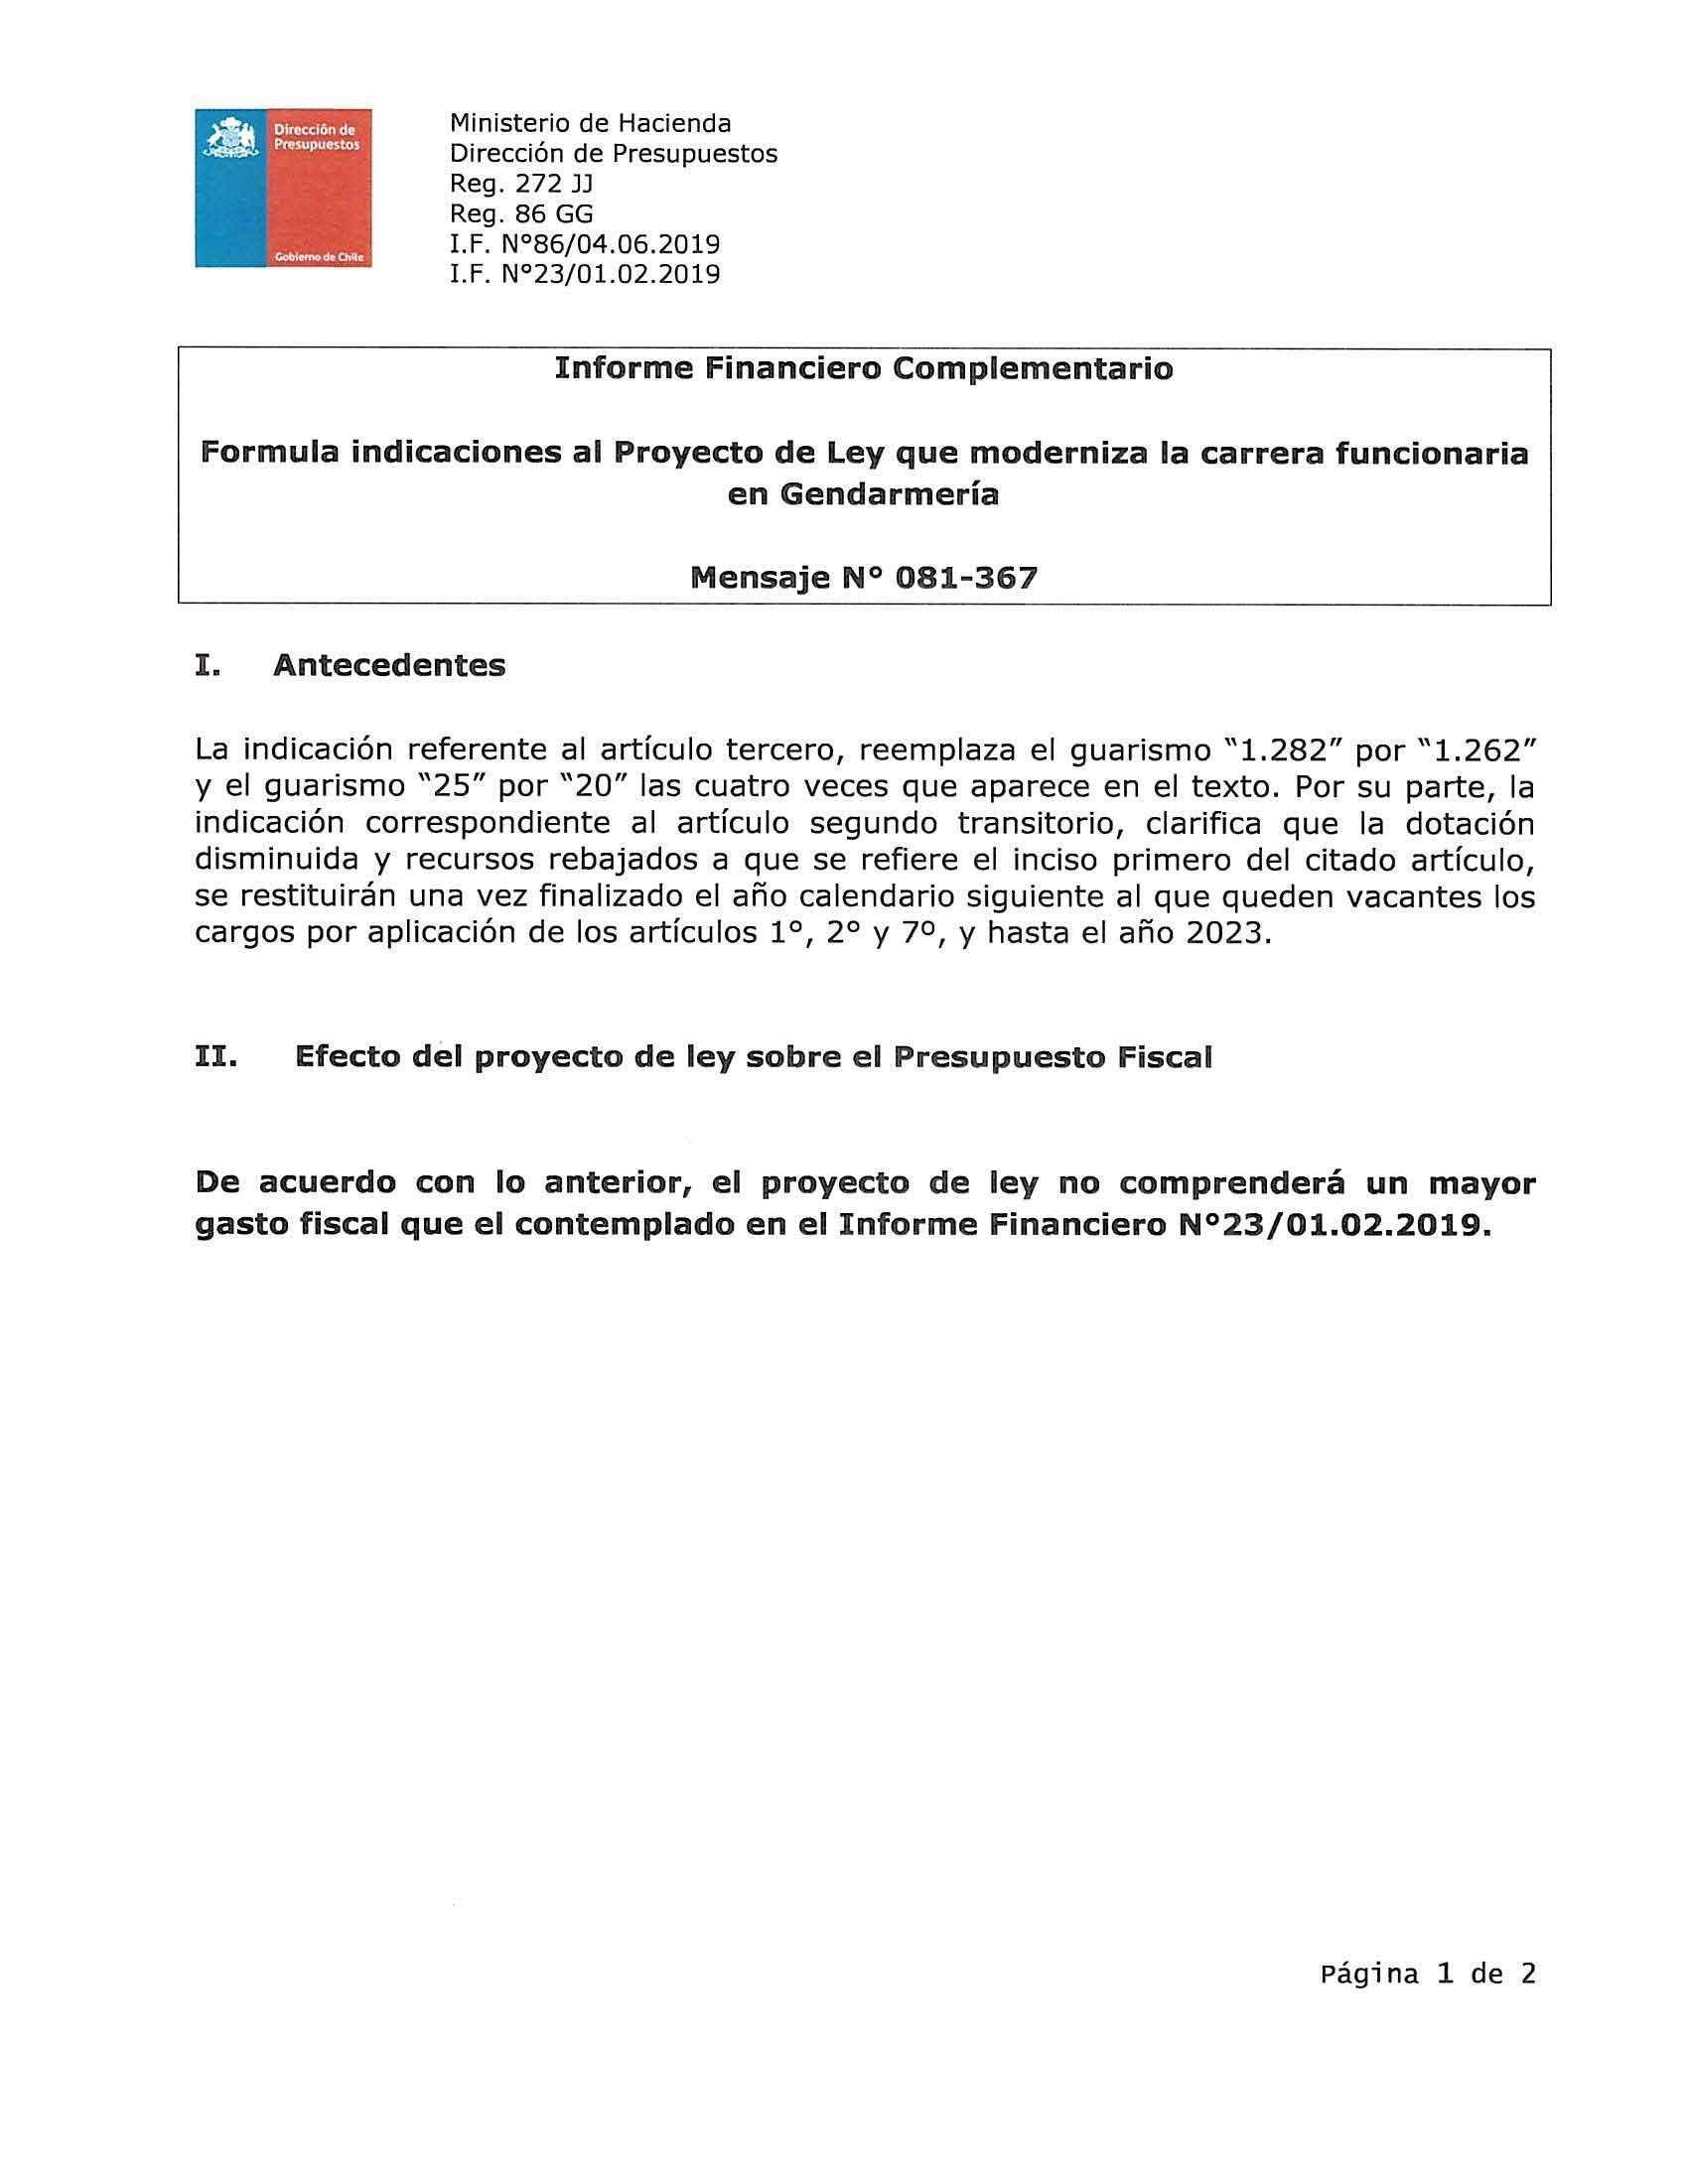 Dirección de
Presupuestos
Gobierno de Chile
Ministerio de Hacienda
Dirección de Presupuestos
Reg. 272 JJ
Reg. 86 GG
I.F. N°86/04.06.2019
I.F. N°23/01.02.2019
Informe Financiero Complementario
Formula indicaciones al Proyecto de Ley que moderniza la carrera funcionaria
en Gendarmería
Mensaje N° 081-367
I. Antecedentes
La indicación referente al artículo tercero, reemplaza el guarismo "1.282" por "1.262"
y el guarismo "25" por "20" las cuatro veces que aparece en el texto. Por su parte, la
indicación correspondiente al artículo segundo transitorio, clarifica que la dotación
disminuida y recursos rebajados a que se refiere el inciso primero del citado artículo,
se restituirán una vez finalizado el año calendario siguiente al que queden vacantes los
cargos por aplicación de los artículos 1º, 2º y 7º, y hasta el año 2023.
II. Efecto del proyecto de ley sobre el Presupuesto Fiscal
De acuerdo con lo anterior, el proyecto de ley no comprenderá un mayor
gasto fiscal que el contemplado en el Informe Financiero N°23/01.02.2019.
Página 1 de 2